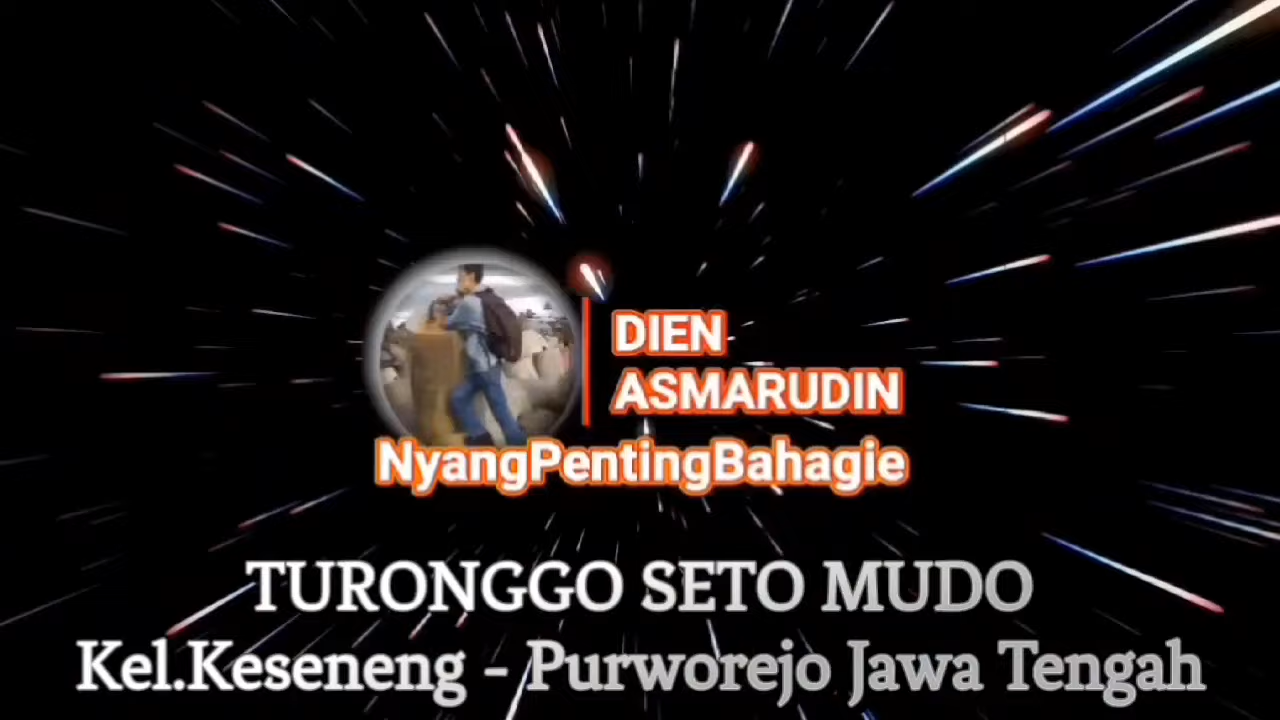 DIEN
ASMARUDIN
NyangPentingBahagie
TURONGGO SETO MUDO
Kel.Keseneng - Purworejo Jawa Tengah